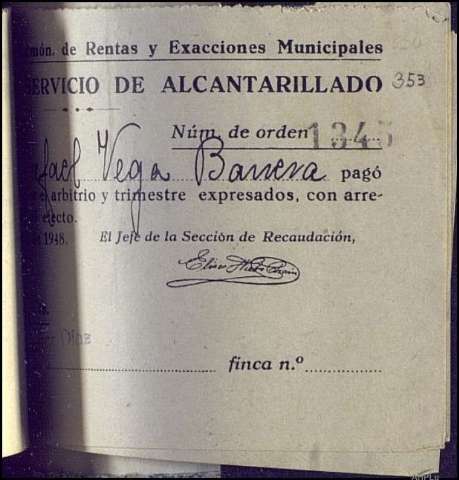 món. de Rentas y Exacciones Municipales
ERVICIO DE ALCANTARILLADO 353
Núm. de orden 1345
afael Vega Barrera pagó
arbitrio y trimestre expresados, con arre-
efecto.
1948. El Jefe de la Sección de Recaudación,
finca n.º